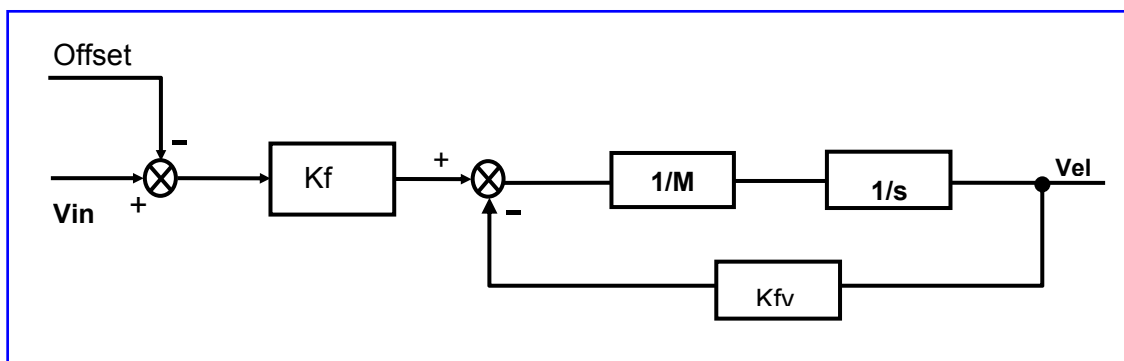 Offset
−
Vin
+
Kf
+
−
1/M
1/s
Vel
Kfv